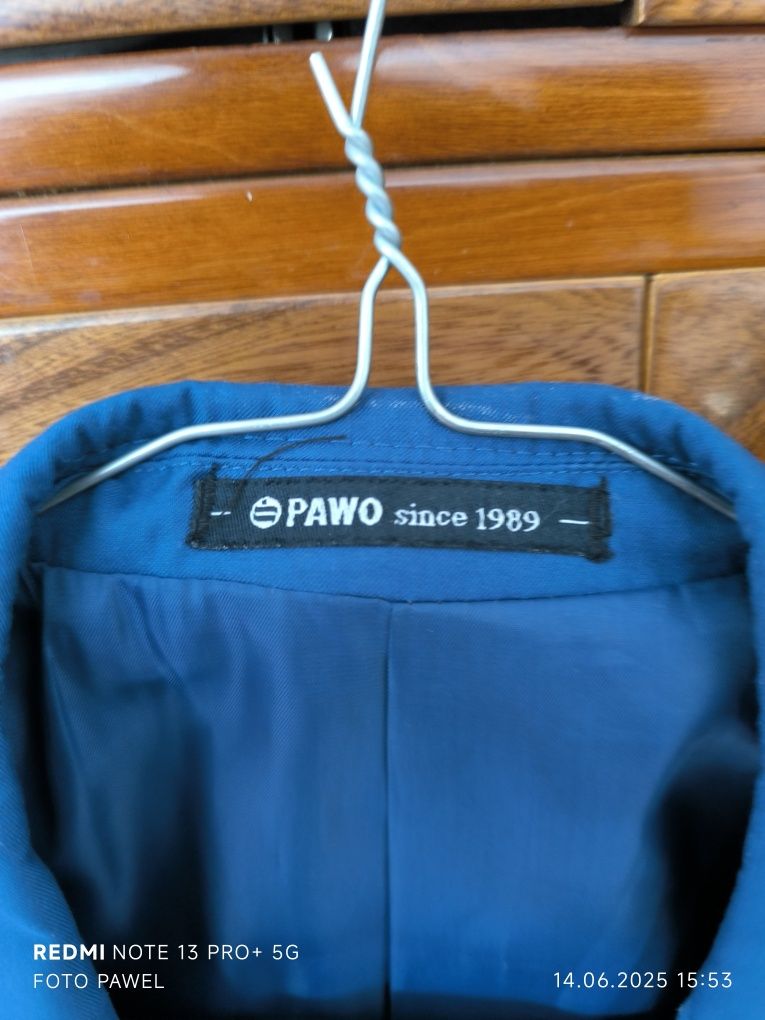 PAWO since 1989
REDMI NOTE 13 PRO+ 5G
FOTO PAWEL
14.06.2025 15:53